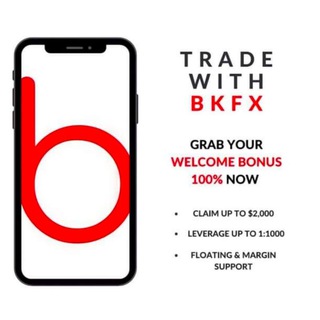 TRADE
WITH
BKFX
GRAB YOUR
WELCOME BONUS
100% NOW
• CLAIM UP TO $2,000
• LEVERAGE UP TO 1:1000
• FLOATING & MARGIN
SUPPORT
b